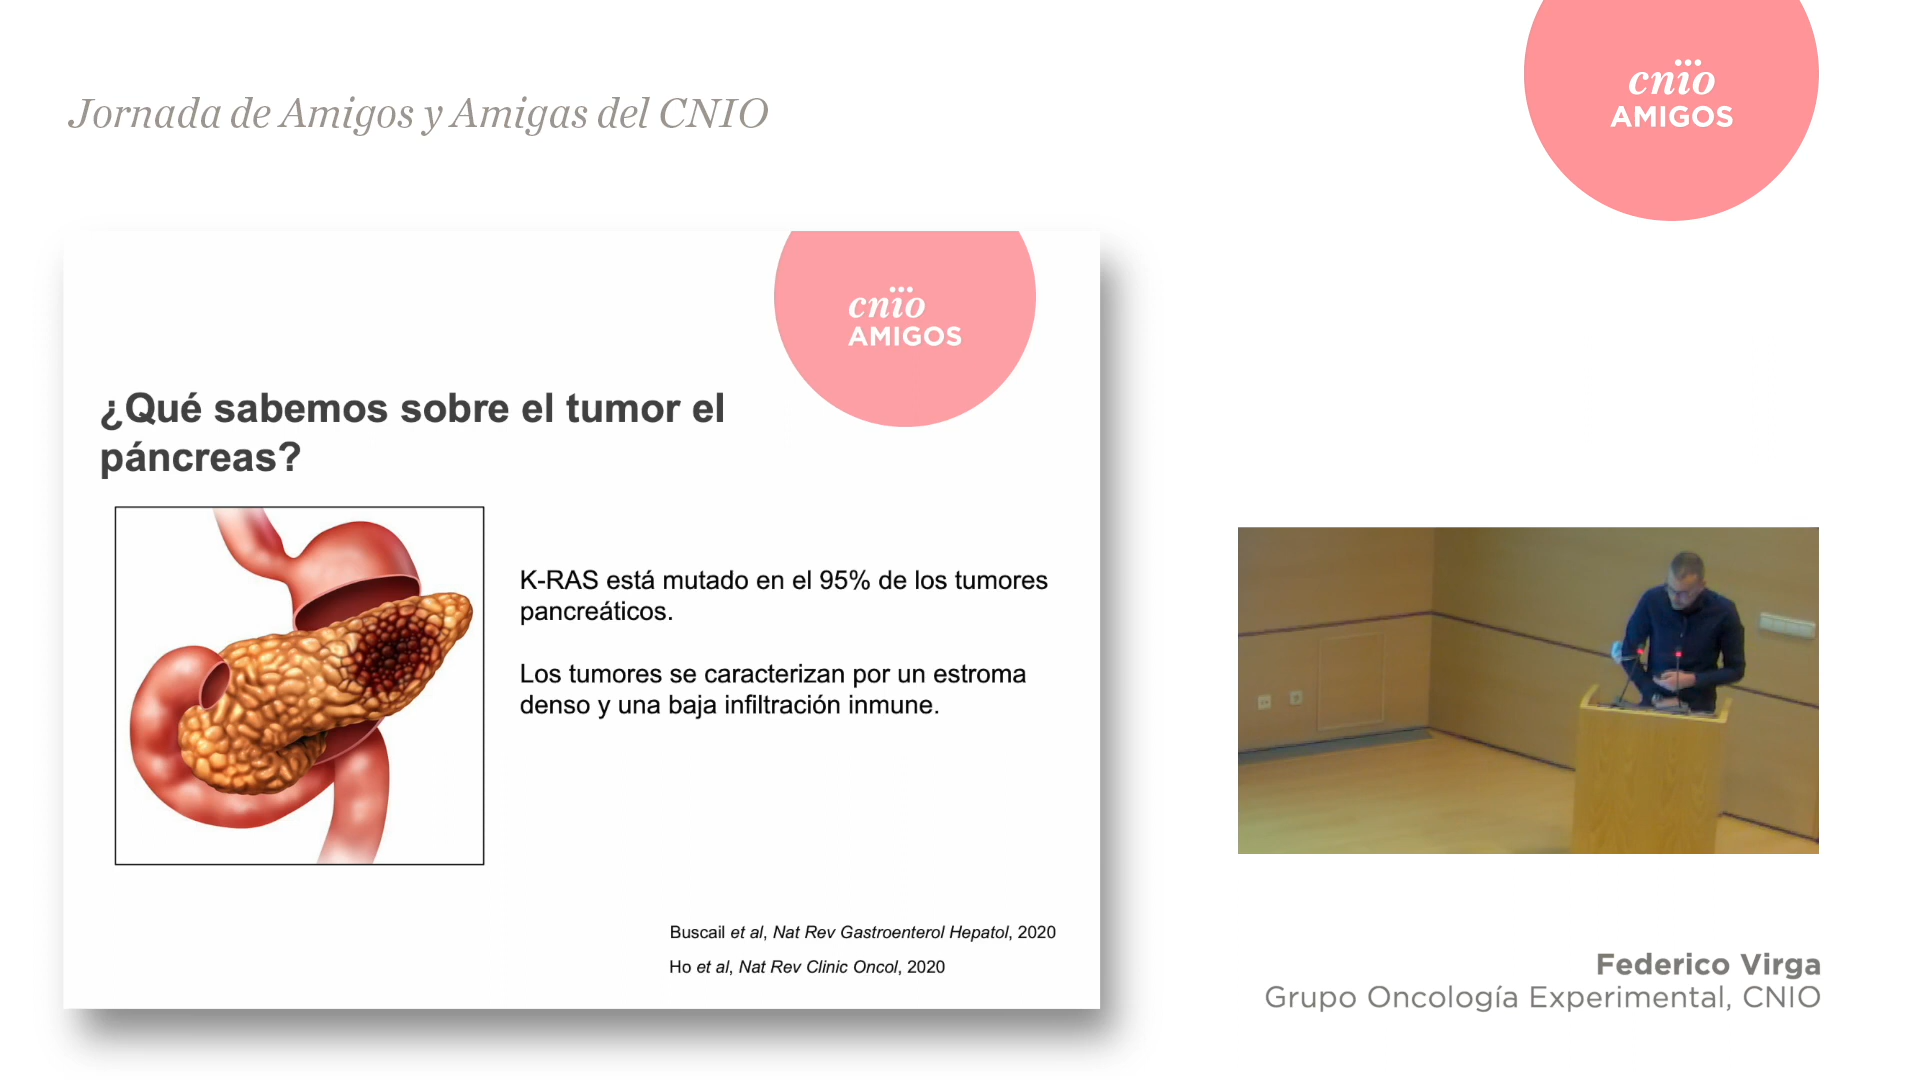 Jornada de Amigos y Amigas del CNIO
cnio
AMIGOS
cnio
AMIGOS
¿Qué sabemos sobre el tumor el
páncreas?
K-RAS está mutado en el 95% de los tumores
pancreáticos.
Los tumores se caracterizan por un estroma
denso y una baja infiltración inmune.
Buscail et al, Nat Rev Gastroenterol Hepatol, 2020
Ho et al, Nat Rev Clinic Oncol, 2020
Federico Virga
Grupo Oncología Experimental, CNIO